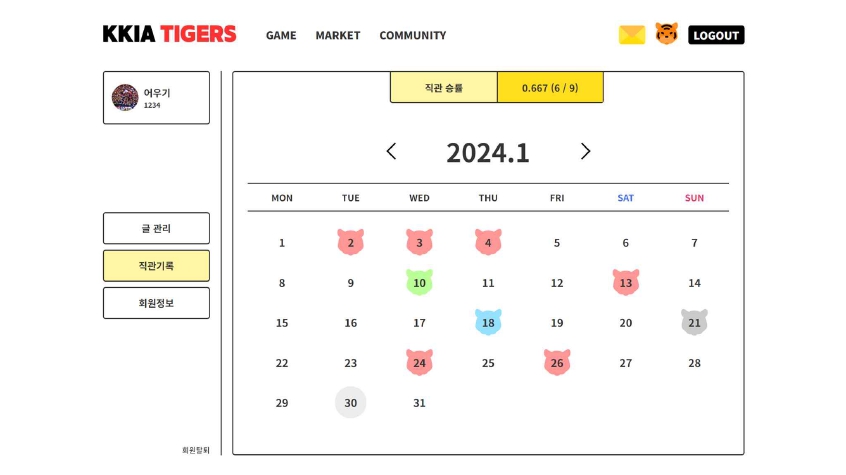 KKIA TIGERS GAME MARKET COMMUNITY LOGOUT
어우기
1234
글 관리
직관기록
회원정보
회원탈퇴
직관 승률 0.667 (6 / 9)
2024.1
MON TUE WED THU FRI SAT SUN
1 2 3 4 5 6 7
8 9 10 11 12 13 14
15 16 17 18 19 20 21
22 23 24 25 26 27 28
29 30 31